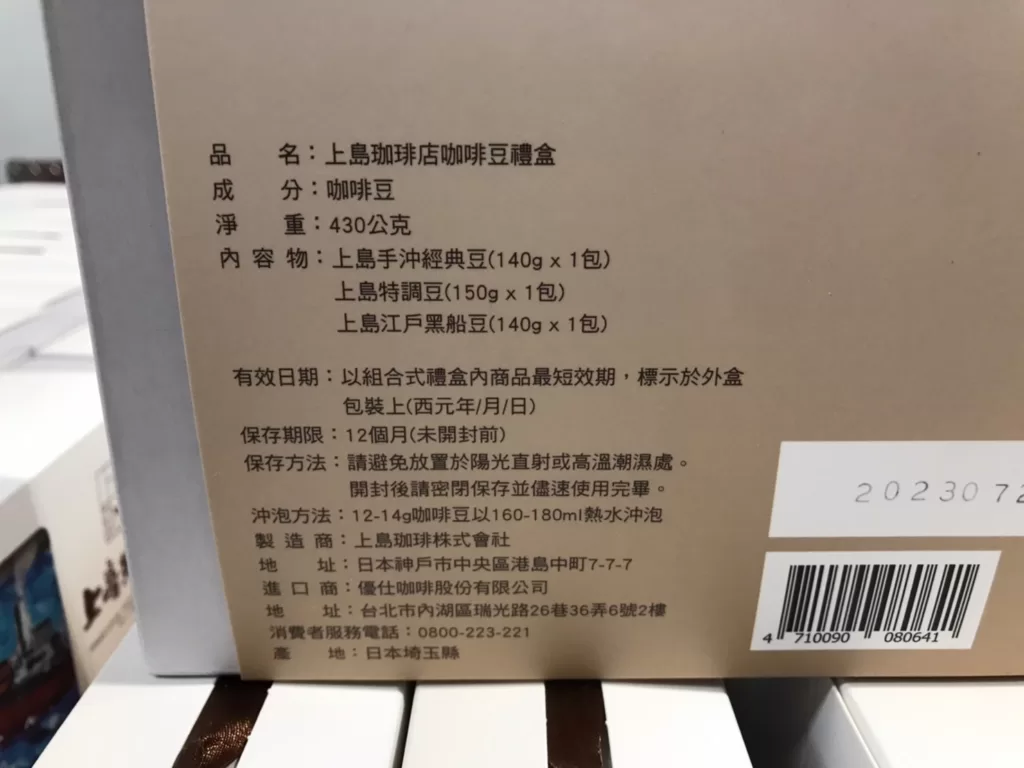 品名：上島珈琲店咖啡豆禮盒
成分：咖啡豆
淨重：430公克
內容物：上島手沖經典豆(140g x 1包)
上島特調豆(150g x 1包)
上島江戶黑船豆(140g x 1包)
有效日期：以組合式禮盒內商品最短效期，標示於外盒
包裝上(西元年/月/日)
保存期限：12個月(未開封前)
保存方法：請避免放置於陽光直射或高溫潮濕處。
開封後請密閉保存並儘速使用完畢。
沖泡方法：12-14g咖啡豆以160-180ml熱水沖泡
製造商：上島珈琲株式會社
地址：日本神戶市中央區港島中町7-7-7
進口商：優仕咖啡股份有限公司
地址：台北市內湖區瑞光路26巷36弄6號2樓
消費者服務電話：0800-223-221
產地：日本埼玉縣
2023072
4 710090 080641
上島